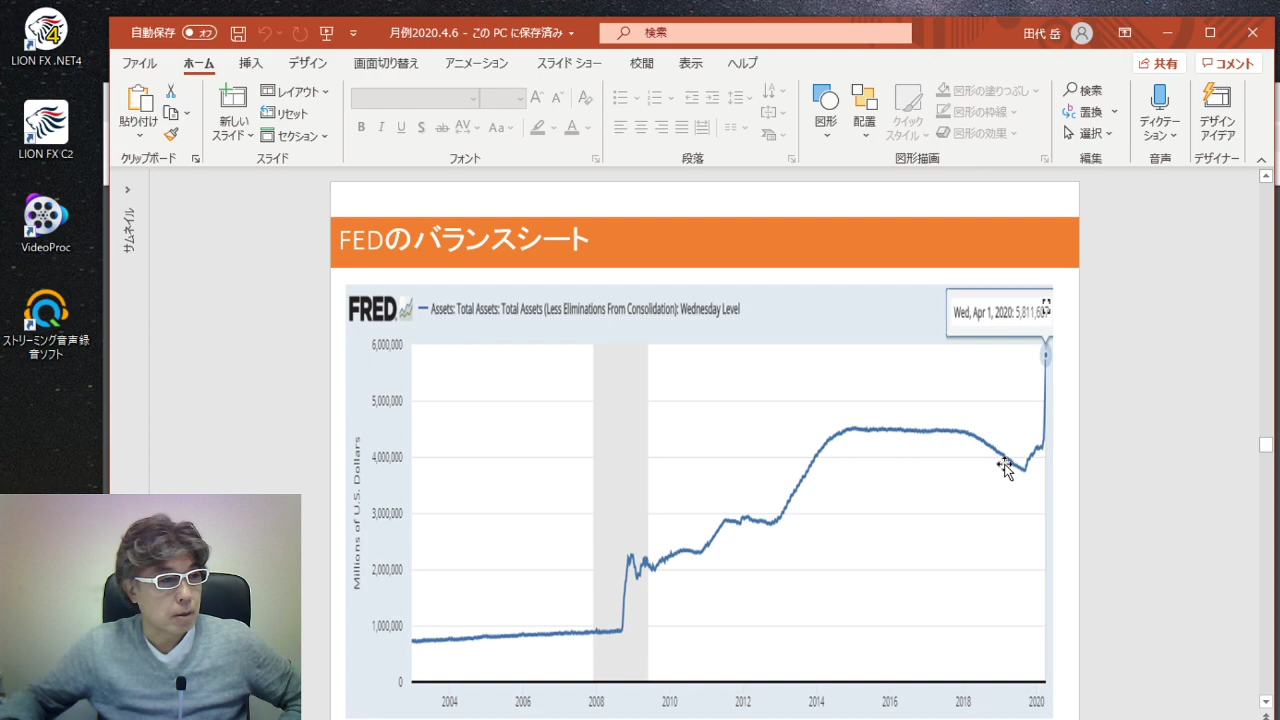 LION FX .NET4
LION FX C2
VideoProc
ストリーミング音声録
音ソフト
自動保存
オフ
月例2020.4.6 - この PC に保存済み
検索
田代 岳
ファイル
ホーム
挿入
デザイン
画面切り替え
アニメーション
スライド ショー
校閲
表示
ヘルプ
共有
コメント
貼り付け
クリップボード
新しい
スライド
レイアウト
リセット
セクション
スライド
B I U S ab AV Aa A
フォント
段落
図形
配置
クイック
スタイル
図形の塗りつぶし
図形の枠線
図形の効果
図形描画
検索
置換
選択
編集
ディクテー
ション
音声
デザイン
アイデア
デザイナー
サムネイル
FEDのバランスシート
FRED
Assets: Total Assets: Total Assets (Less Eliminations From Consolidation): Wednesday Level
Wed, Apr 1, 2020: 5,811,6
6,000,000
5,000,000
4,000,000
3,000,000
2,000,000
1,000,000
0
Millions of U.S. Dollars
2004
2006
2008
2010
2012
2014
2016
2018
2020